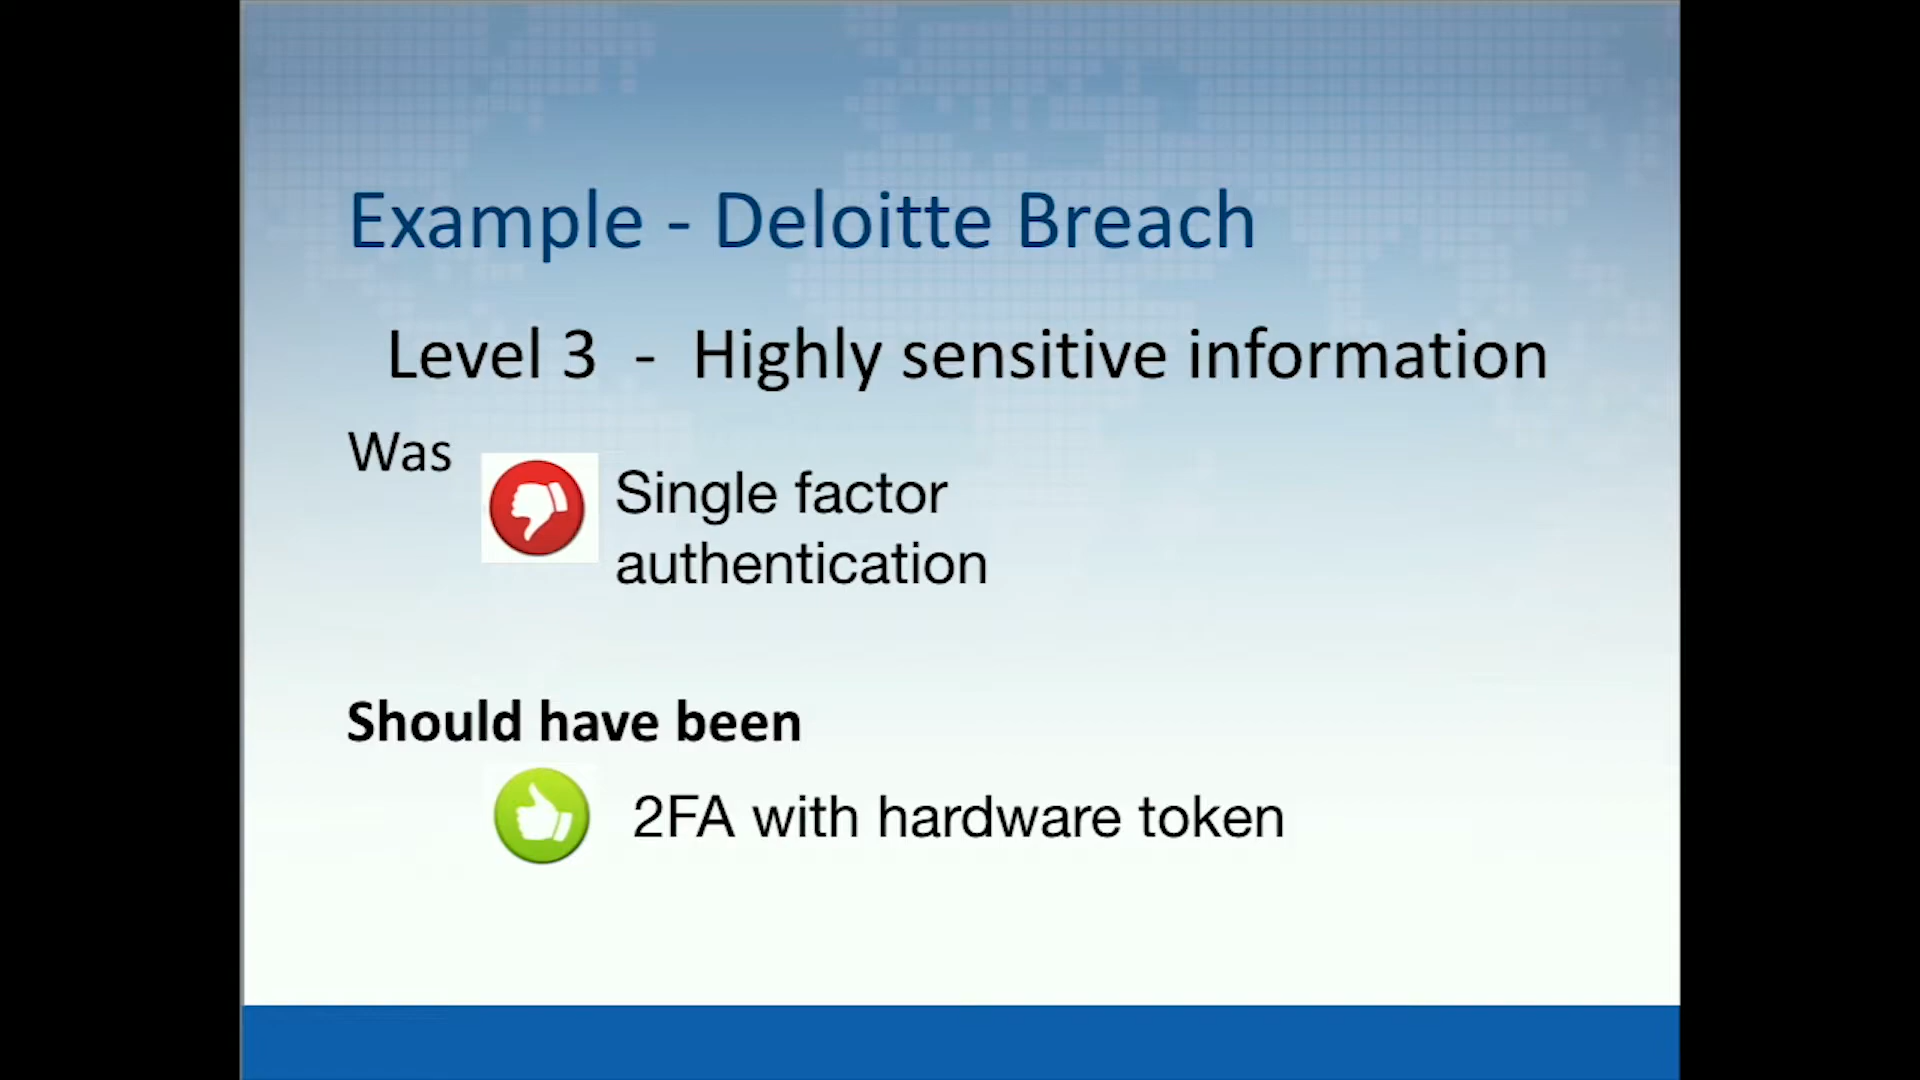 Example - Deloitte Breach
Level 3 - Highly sensitive information
Was
Single factor
authentication
Should have been
2FA with hardware token